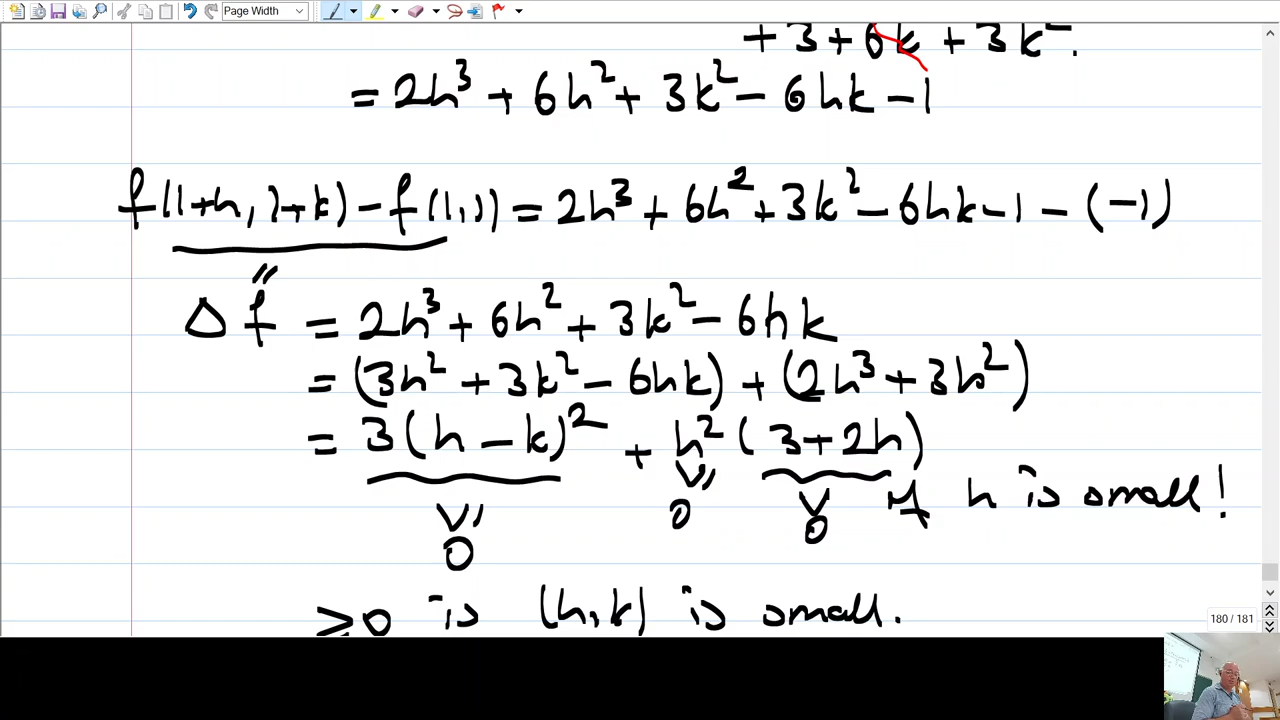 Page Width
+ 3 + 6k + 3k².
= 2h³ + 6h² + 3k² − 6hk − 1
f(1+h, 1+k) − f(1,1) = 2h³ + 6h² + 3k² − 6hk − 1 − (−1)
"
Δf = 2h³ + 6h² + 3k² − 6hk
= (3h² + 3k² − 6hk) + (2h³ + 3h²)
= 3(h − k)² + h²(3 + 2h)
≥ 0 ≥ 0 > 0 if h is small!
≥ 0 is (h,k) is small.
180 / 181